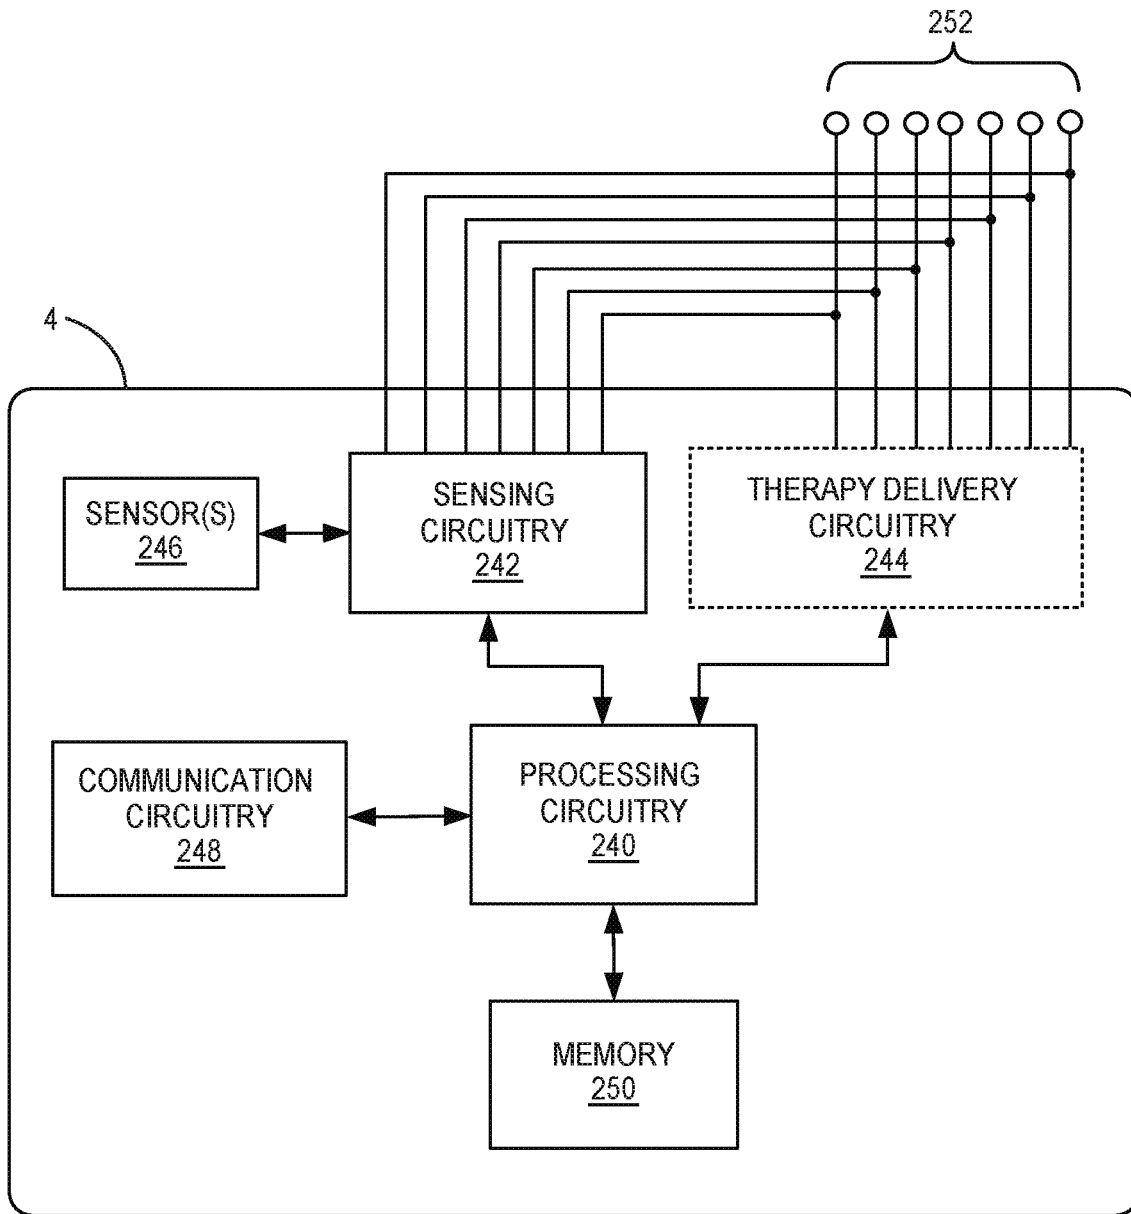 252
4
SENSOR(S)
246
SENSING
CIRCUITRY
242
THERAPY DELIVERY
CIRCUITRY
244
COMMUNICATION
CIRCUITRY
248
PROCESSING
CIRCUITRY
240
MEMORY
250